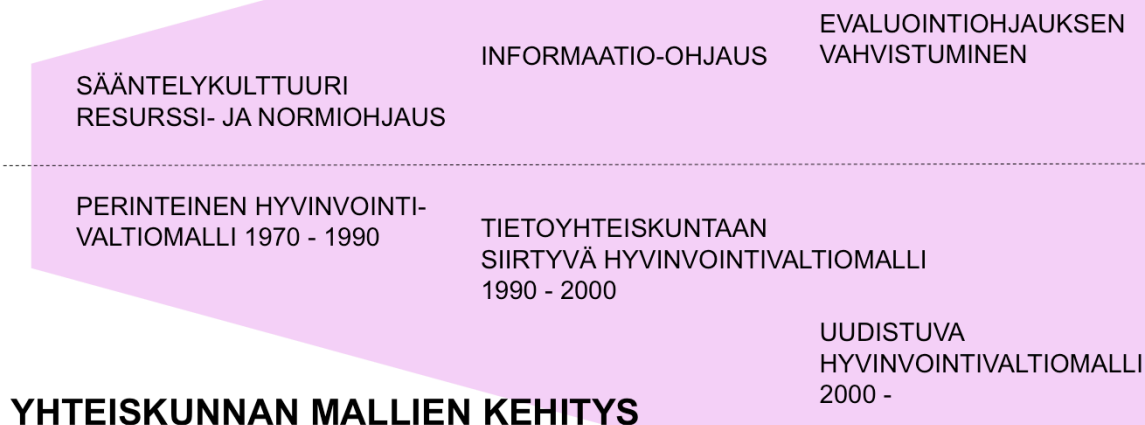 EVALUOINTIOHJAUKSEN
VAHVISTUMINEN
INFORMAATIO-OHJAUS
SÄÄNTELYKULTTUURI
RESURSSI- JA NORMIOHJAUS
PERINTEINEN HYVINVOINTI-
VALTIOMALLI 1970 - 1990
TIETOYHTEISKUNTAAN
SIIRTYVÄ HYVINVOINTIVALTIOMALLI
1990 - 2000
UUDISTUVA
HYVINVOINTIVALTIOMALLI
2000 -
YHTEISKUNNAN MALLIEN KEHITYS